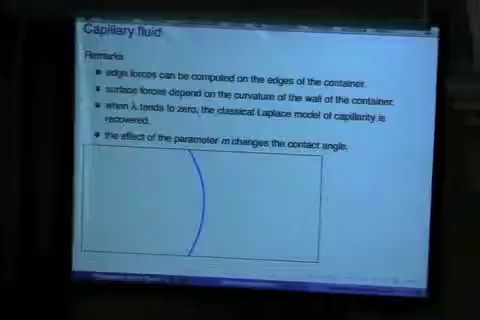 Capillary fluid
Remarks
edge forces can be computed on the edges of the container.
surface forces depend on the curvature of the wall of the container.
when λ tends to zero, the classical Laplace model of capillarity is
recovered.
the effect of the parameter m changes the contact angle.